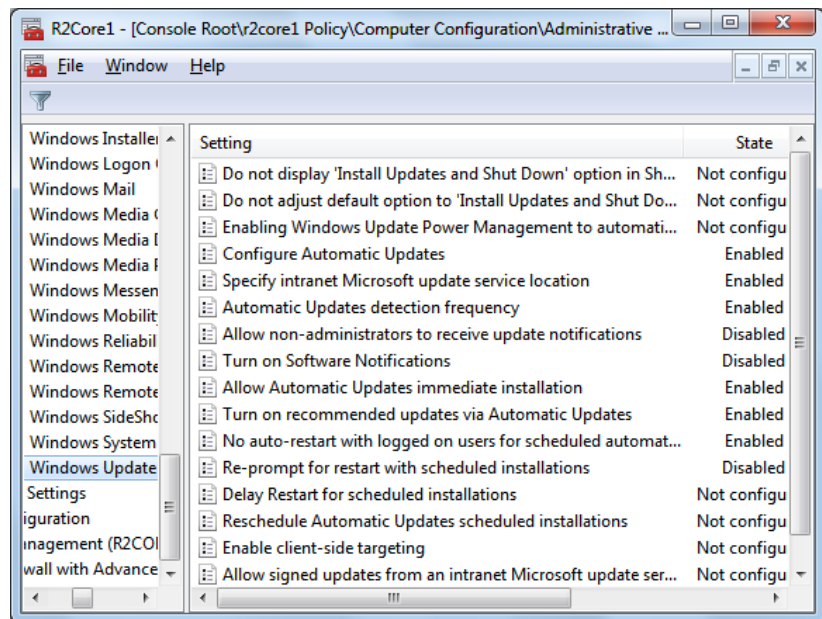 R2Core1 - [Console Root\r2core1 Policy\Computer Configuration\Administrative ...
File Window Help
Windows Installer
Windows Logon
Windows Mail
Windows Media
Windows Media
Windows Media
Windows Messen
Windows Mobilit
Windows Reliabil
Windows Remote
Windows Remote
Windows SideSho
Windows System
Windows Update
Settings
iguration
nagement (R2CO
wall with Advance
Setting State
Do not display 'Install Updates and Shut Down' option in Sh... Not configu
Do not adjust default option to 'Install Updates and Shut Do... Not configu
Enabling Windows Update Power Management to automati... Not configu
Configure Automatic Updates Enabled
Specify intranet Microsoft update service location Enabled
Automatic Updates detection frequency Enabled
Allow non-administrators to receive update notifications Disabled
Turn on Software Notifications Disabled
Allow Automatic Updates immediate installation Enabled
Turn on recommended updates via Automatic Updates Enabled
No auto-restart with logged on users for scheduled automat... Enabled
Re-prompt for restart with scheduled installations Disabled
Delay Restart for scheduled installations Not configu
Reschedule Automatic Updates scheduled installations Not configu
Enable client-side targeting Not configu
Allow signed updates from an intranet Microsoft update ser... Not configu